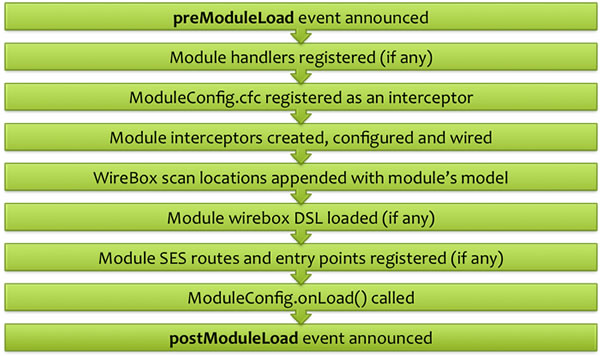 preModuleLoad event announced
Module handlers registered (if any)
ModuleConfig.cfc registered as an interceptor
Module interceptors created, configured and wired
WireBox scan locations appended with module's model
Module wirebox DSL loaded (if any)
Module SES routes and entry points registered (if any)
ModuleConfig.onLoad() called
postModuleLoad event announced